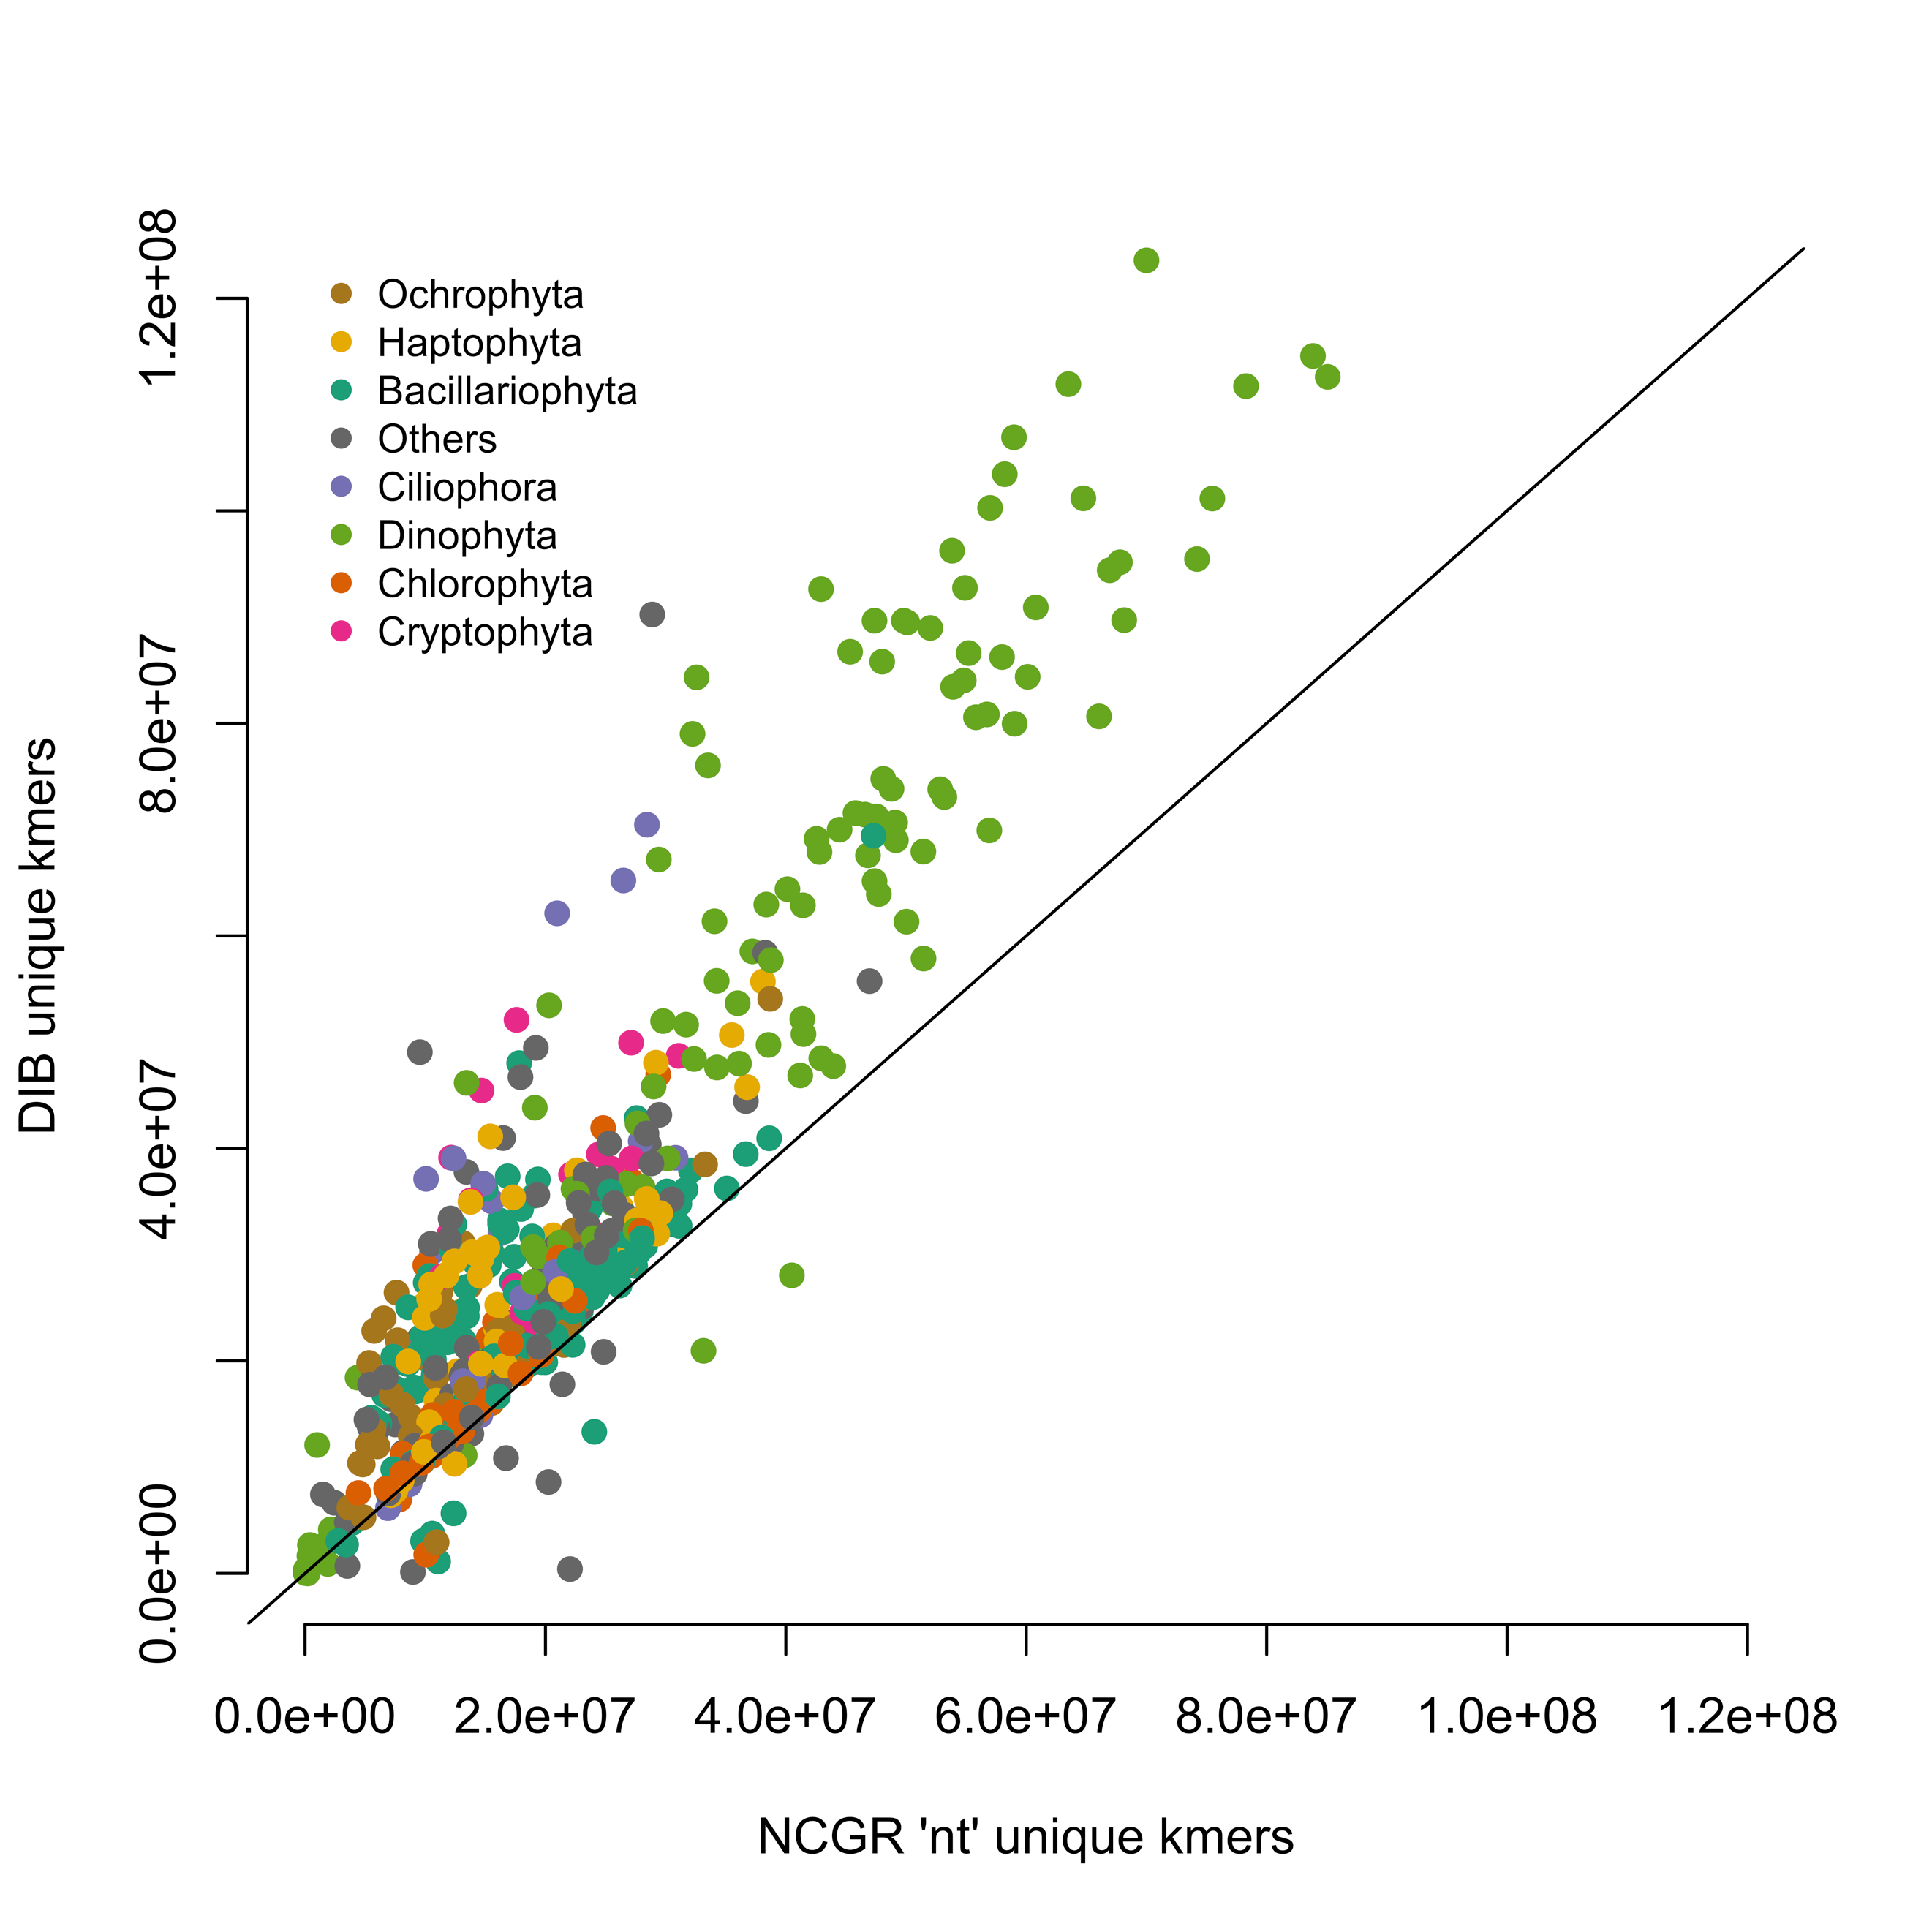 Ochrophyta
Haptophyta
Bacillariophyta
Others
Ciliophora
Dinophyta
Chlorophyta
Cryptophyta
DIB unique kmers
1.2e+08
8.0e+07
4.0e+07
0.0e+00
0.0e+00 2.0e+07 4.0e+07 6.0e+07 8.0e+07 1.0e+08 1.2e+08
NCGR 'nt' unique kmers